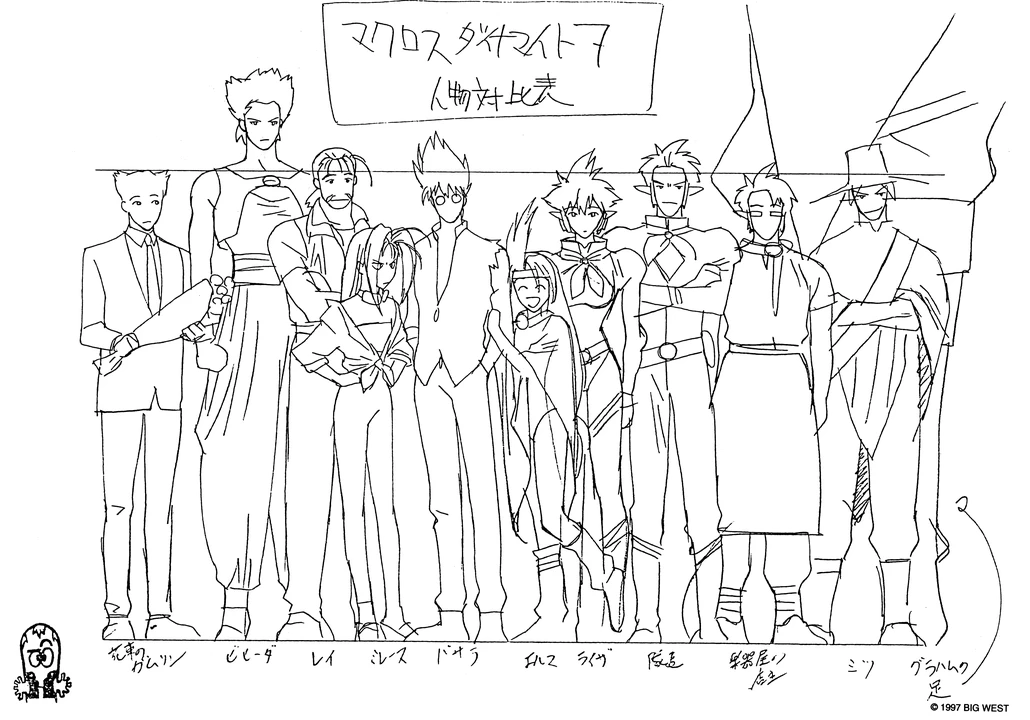 マクロスダイナマイト7
人物対比表
花束の
ガムリン
ビヒーダ
レイ
ミレース
ドサラ
エルマ
ライザ
隊長
楽器屋の
店主
ミツ
グラハムの
足
© 1997 BIG WEST